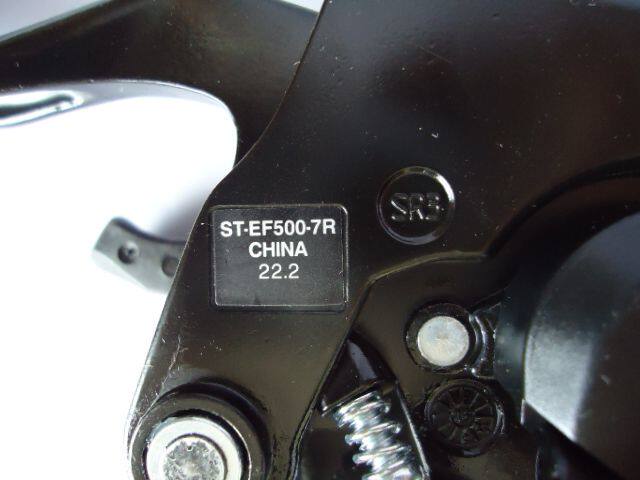 ST-EF500-7R
CHINA
22.2
SRB